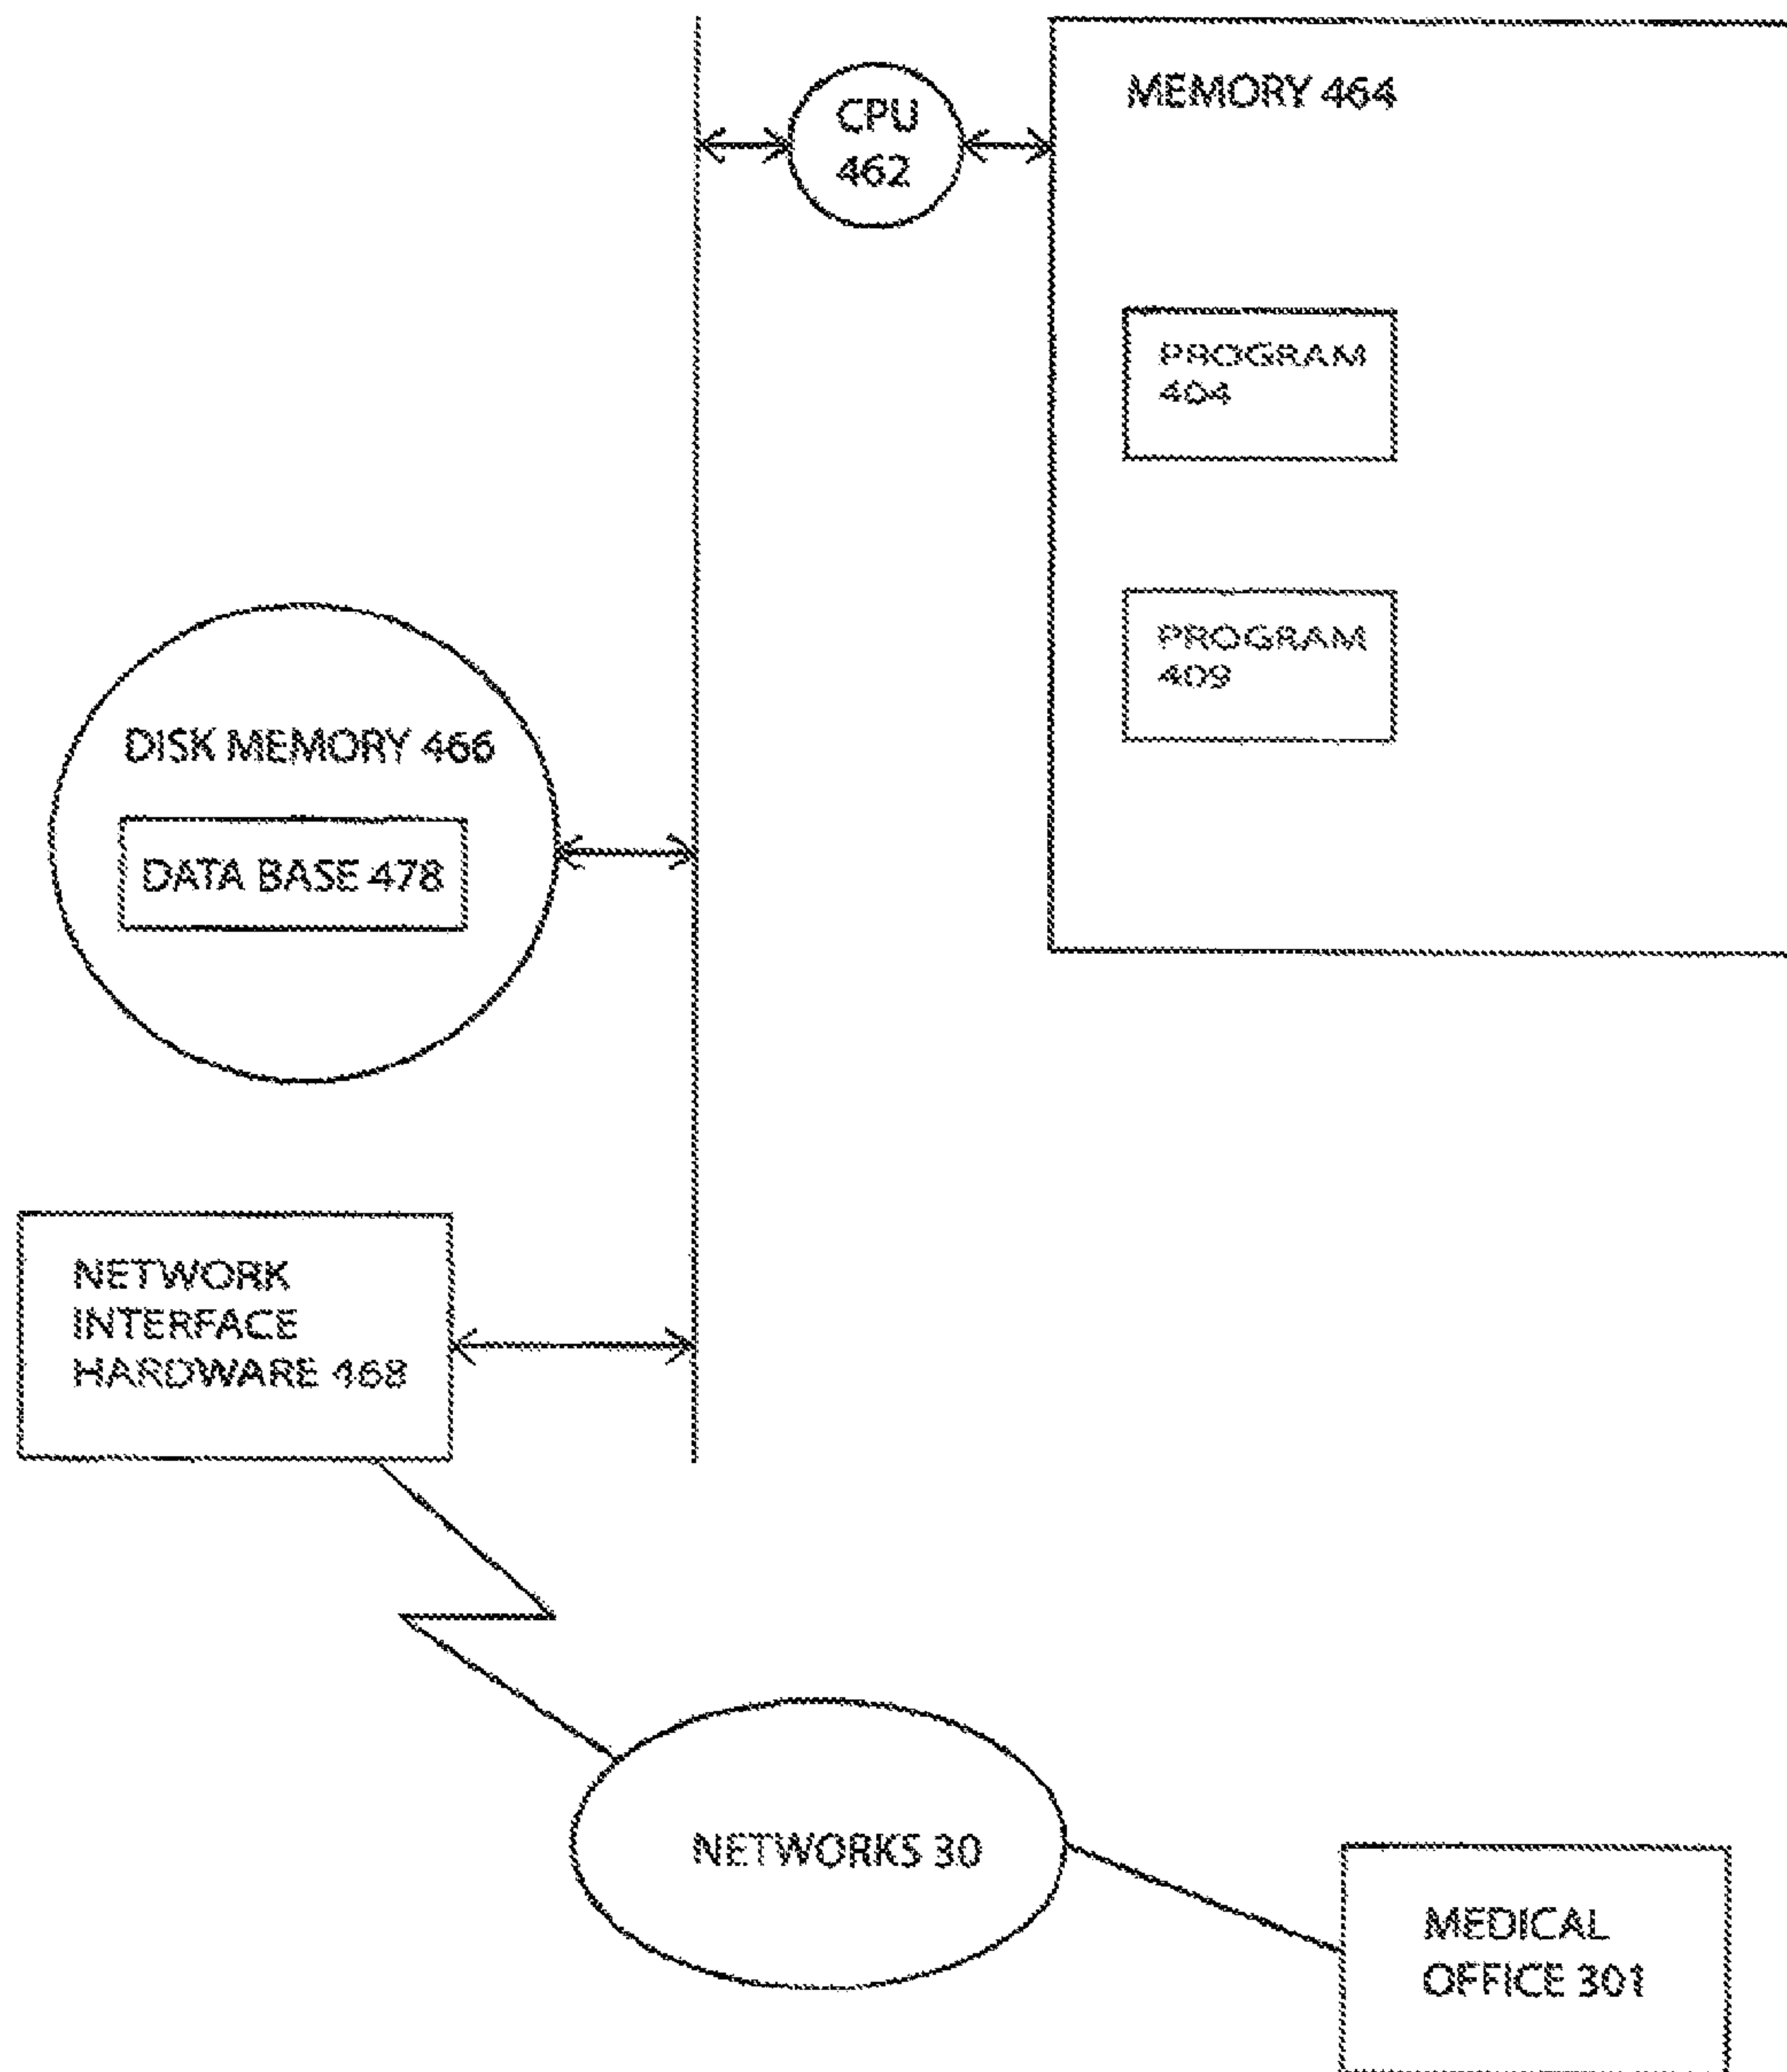 CPU
462
MEMORY 464
PROGRAM
404
PROGRAM
409
DISK MEMORY 466
DATA BASE 478
NETWORK
INTERFACE
HARDWARE 468
NETWORKS 30
MEDICAL
OFFICE 301